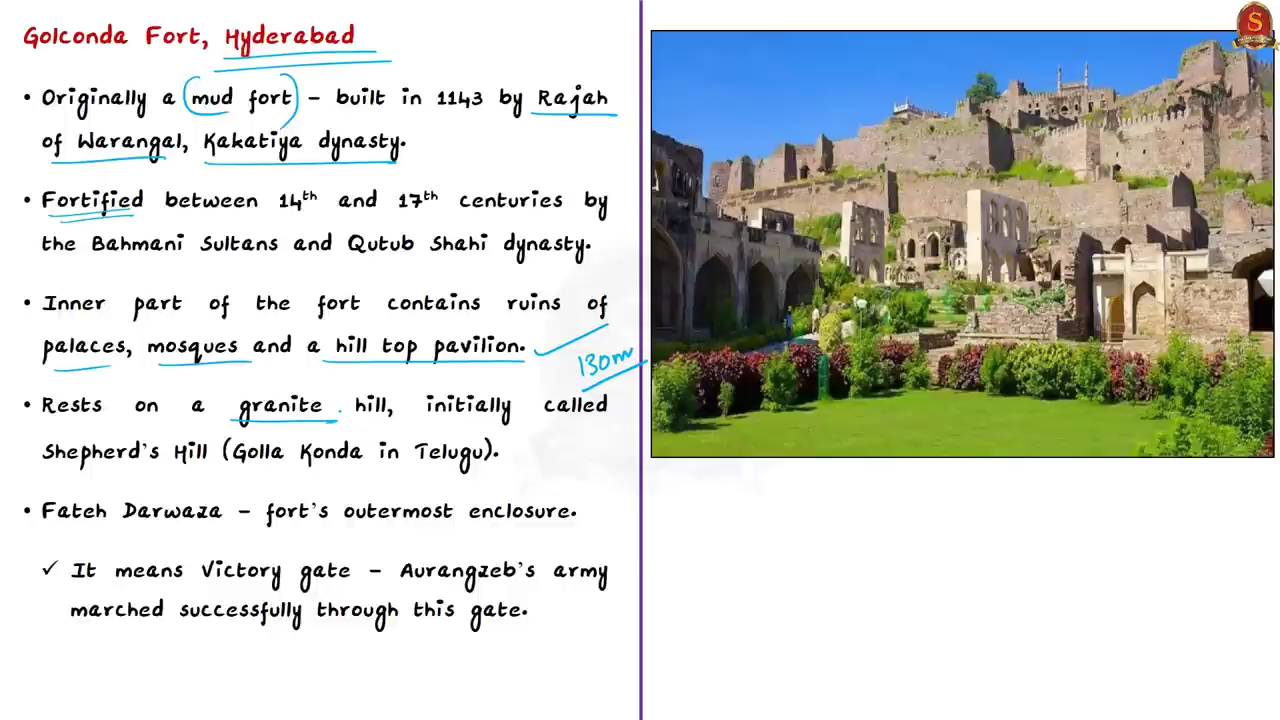 Golconda Fort, Hyderabad
• Originally a mud fort – built in 1143 by Rajah
of Warangal, Kakatiya dynasty.
• Fortified between 14th and 17th centuries by
the Bahmani Sultans and Qutub Shahi dynasty.
• Inner part of the fort contains ruins of
palaces, mosques and a hill top pavilion.
130m
• Rests on a granite hill, initially called
Shepherd's Hill (Golla Konda in Telugu).
• Fateh Darwaza – fort's outermost enclosure.
✓ It means Victory gate – Aurangzeb's army
marched successfully through this gate.
S